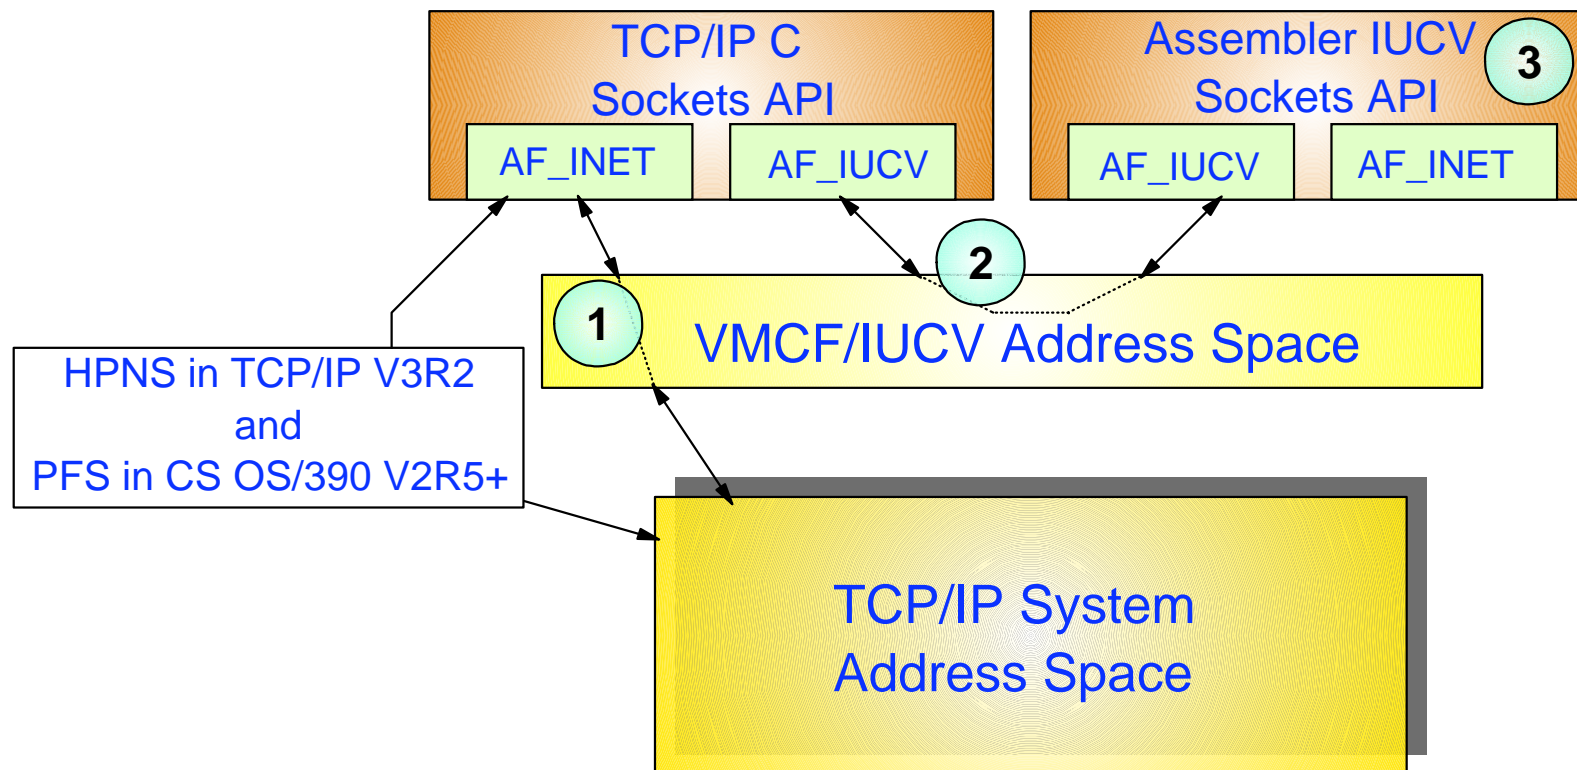 TCP/IP C
Sockets API
AF_INET
AF_IUCV
Assembler IUCV
Sockets API
3
AF_IUCV
AF_INET
2
1
VMCF/IUCV Address Space
HPNS in TCP/IP V3R2
and
PFS in CS OS/390 V2R5+
TCP/IP System
Address Space